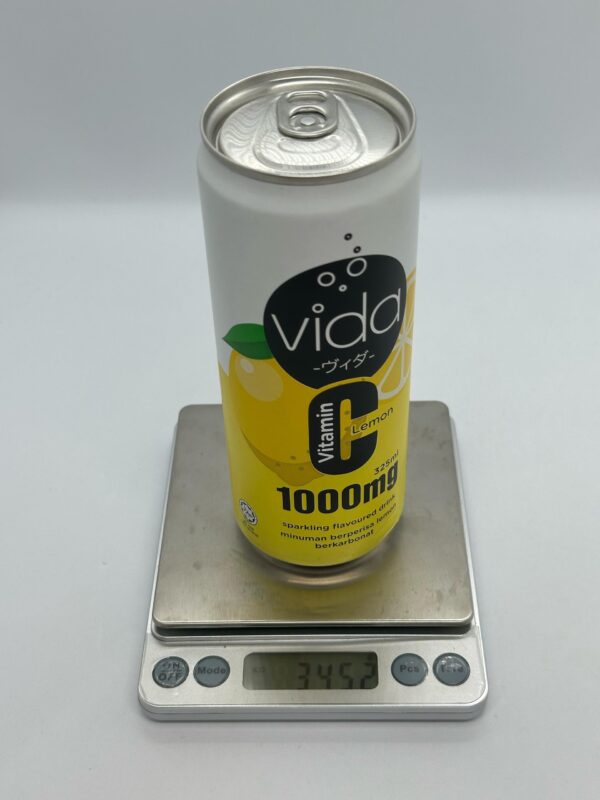 vida
-ヴィダ-
Vitamin
C
Lemon
325ml
1000mg
sparkling flavoured drink
minuman berperisa lemon
berkarbonat
ON
OFF
Mode
345.2
Pcs